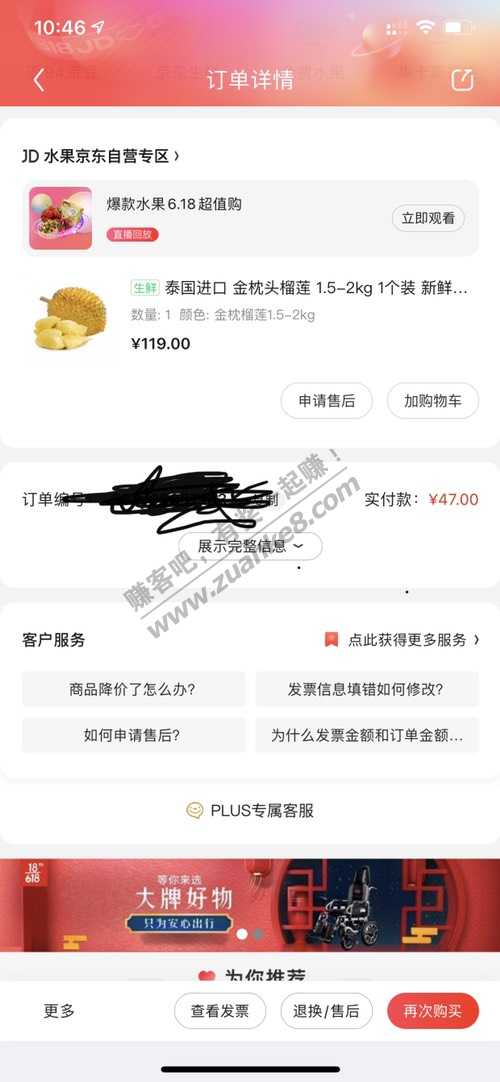 10:46
订单详情
JD 水果京东自营专区 ›
爆款水果6.18超值购
直播回放
立即观看
生鲜 泰国进口 金枕头榴莲 1.5-2kg 1个装 新鲜...
数量: 1 颜色: 金枕榴莲1.5-2kg
¥119.00
申请售后
加购物车
订单编号
实付款: ¥47.00
展示完整信息
赚客吧，有奖一起赚！
www.zuanke8.com
客户服务
点此获得更多服务 ›
商品降价了怎么办?
发票信息填错如何修改?
如何申请售后?
为什么发票金额和订单金额...
PLUS专属客服
18TH
618
等你来选
大牌好物
只为安心出行
为你推荐
更多
查看发票
退换/售后
再次购买